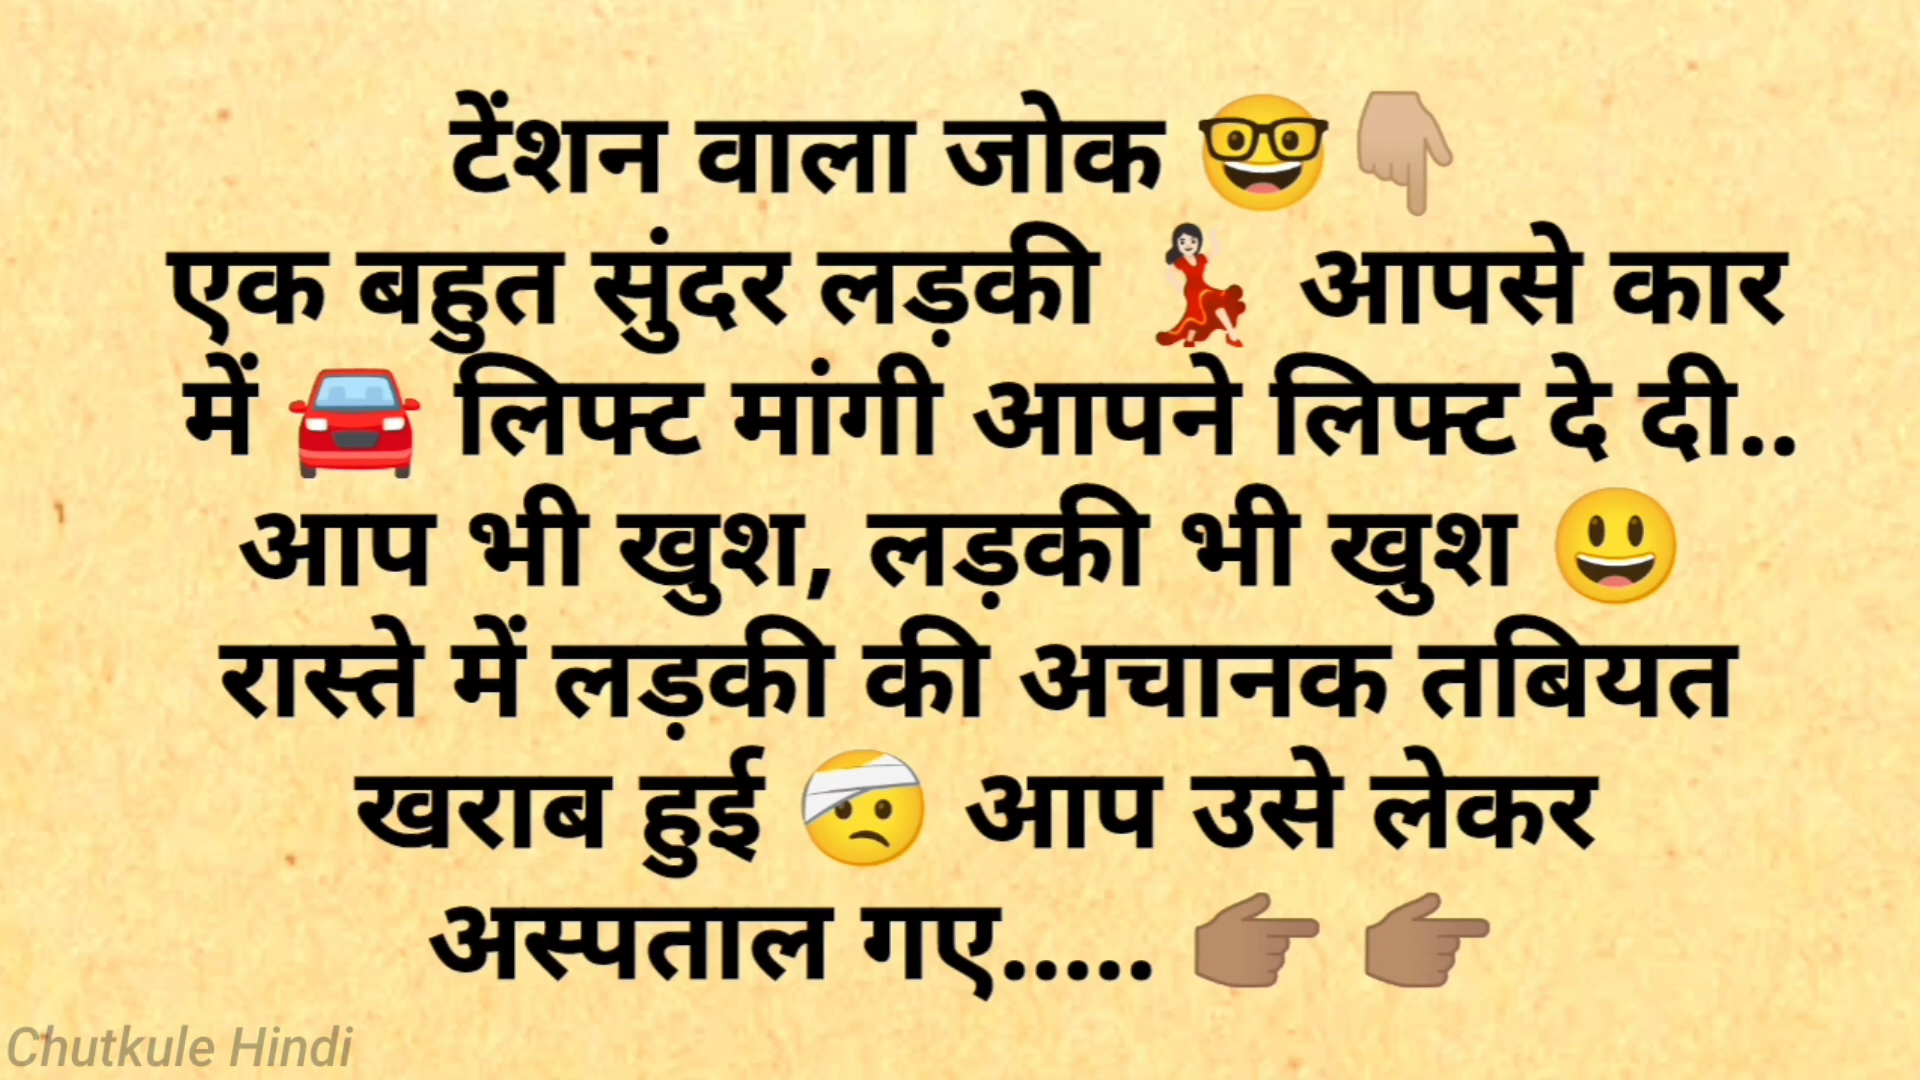 टेंशन वाला जोक 🤓👇🏼
एक बहुत सुंदर लड़की 💃🏻 आपसे कार
में 🚘 लिफ्ट मांगी आपने लिफ्ट दे दी..
आप भी खुश, लड़की भी खुश 😃
रास्ते में लड़की की अचानक तबियत
खराब हुई 🤕 आप उसे लेकर
अस्पताल गए..... 👉🏽 👉🏽
Chutkule Hindi